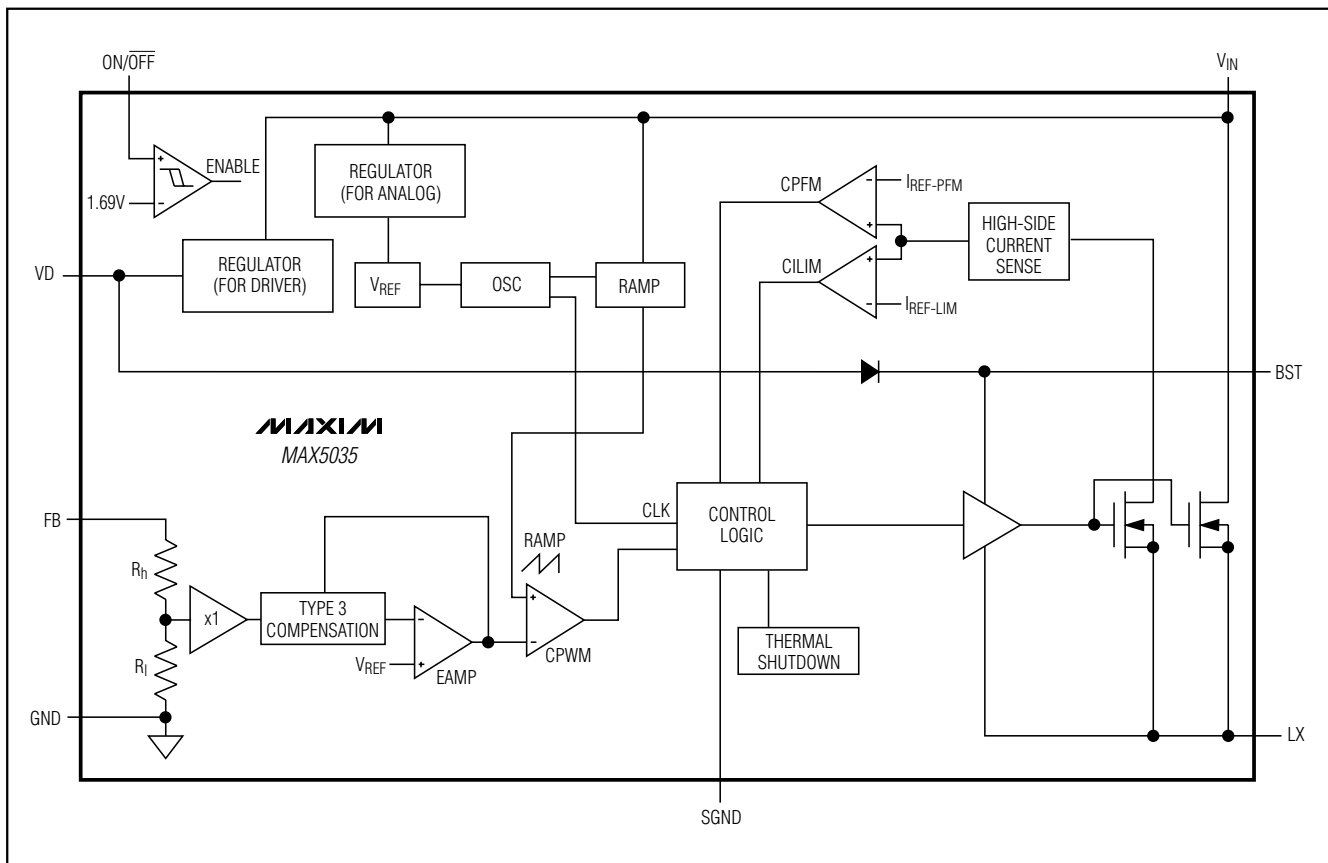 ON/OFF
VIN
ENABLE
1.69V
REGULATOR
(FOR ANALOG)
CPFM
IREF-PFM
HIGH-SIDE
CURRENT
SENSE
VD
REGULATOR
(FOR DRIVER)
VREF
OSC
RAMP
CILIM
IREF-LIM
BST
MAXIM
MAX5035
FB
CLK
CONTROL
LOGIC
RAMP
Rh
x1
TYPE 3
COMPENSATION
THERMAL
SHUTDOWN
Rl
VREF
EAMP
CPWM
GND
LX
SGND
+
-
+
-
+
-
+
-
+
-
+
-